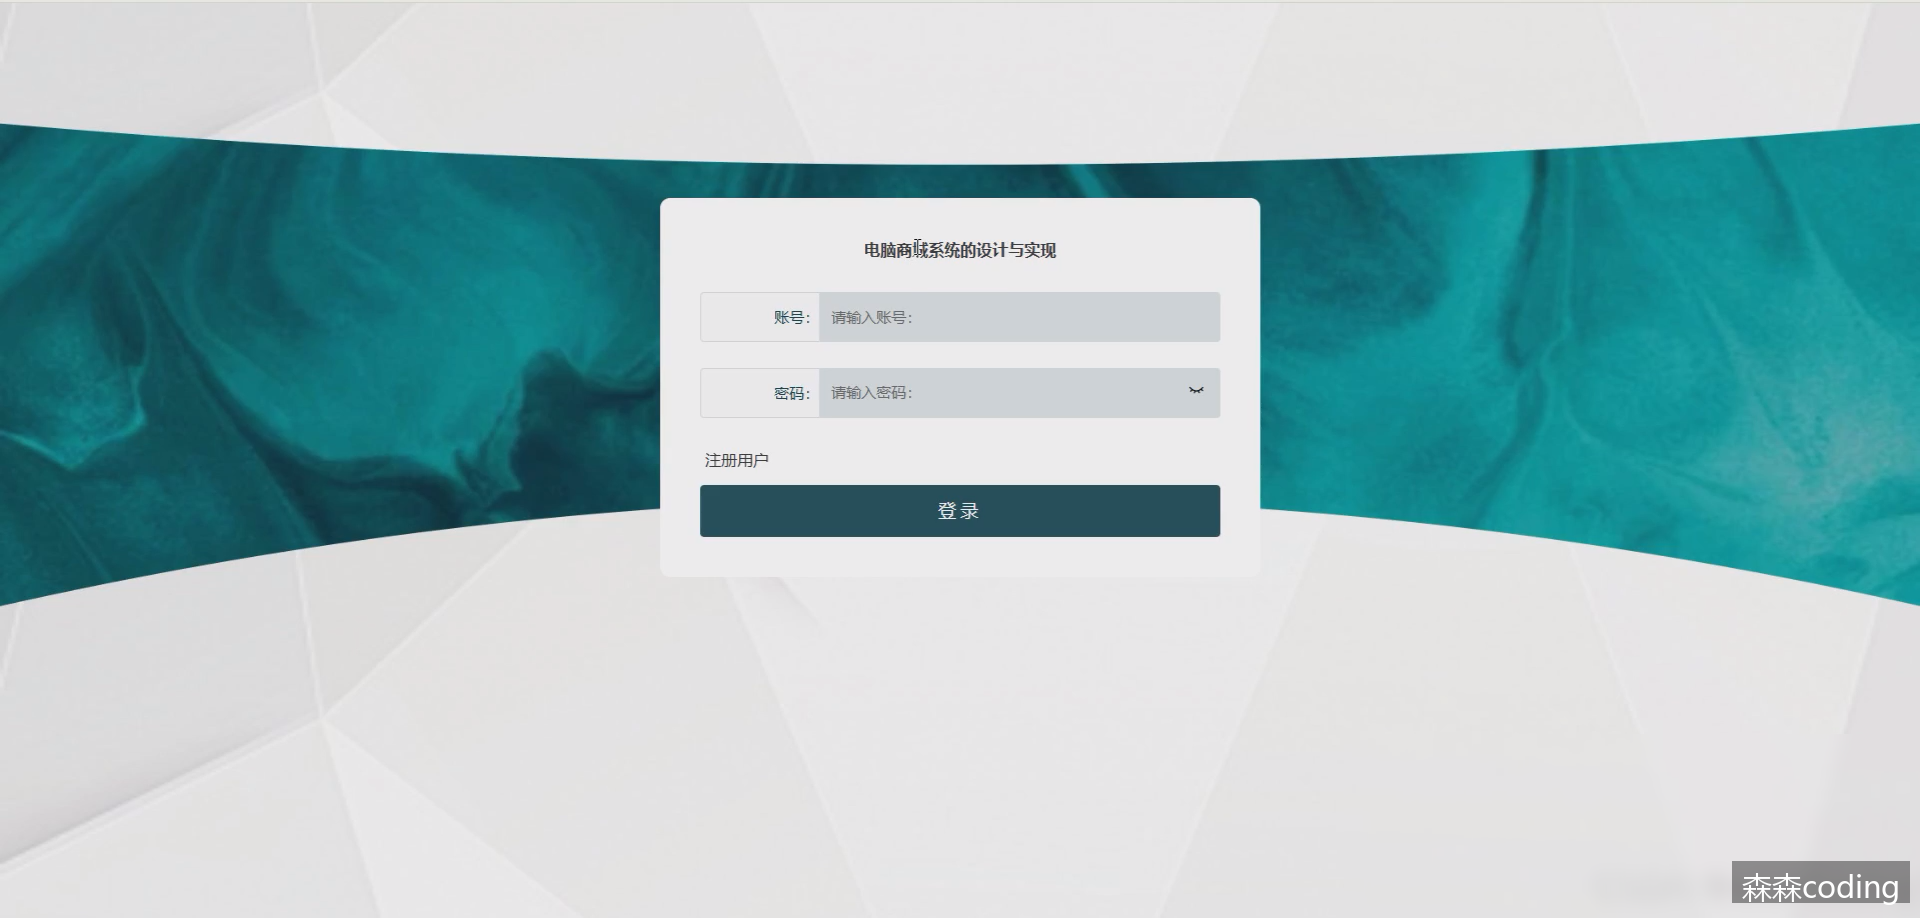 电脑商城系统的设计与实现
账号：
请输入账号：
密码：
请输入密码：
注册用户
登录
森森coding